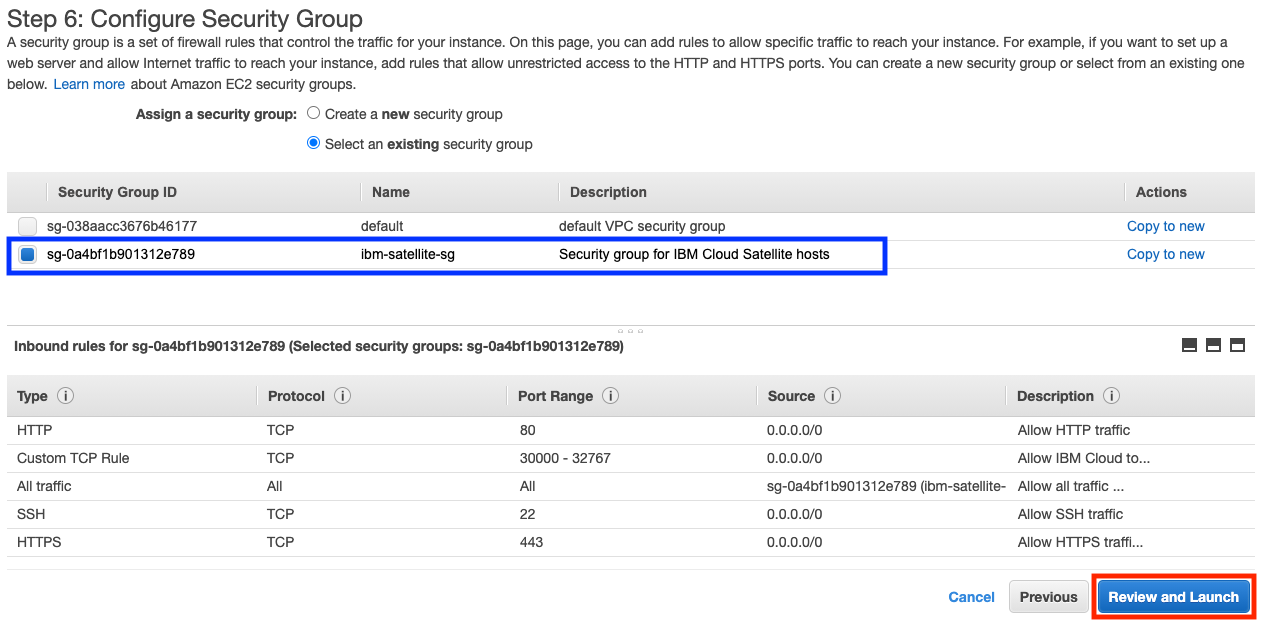 Step 6: Configure Security Group
A security group is a set of firewall rules that control the traffic for your instance. On this page, you can add rules to allow specific traffic to reach your instance. For example, if you want to set up a
web server and allow Internet traffic to reach your instance, add rules that allow unrestricted access to the HTTP and HTTPS ports. You can create a new security group or select from an existing one
below. Learn more about Amazon EC2 security groups.
Assign a security group: Create a new security group
Select an existing security group
Security Group ID Name Description Actions
sg-038aacc3676b46177 default default VPC security group Copy to new
sg-0a4bf1b901312e789 ibm-satellite-sg Security group for IBM Cloud Satellite hosts Copy to new
Inbound rules for sg-0a4bf1b901312e789 (Selected security groups: sg-0a4bf1b901312e789)
Type i Protocol i Port Range i Source i Description i
HTTP TCP 80 0.0.0.0/0 Allow HTTP traffic
Custom TCP Rule TCP 30000 - 32767 0.0.0.0/0 Allow IBM Cloud to...
All traffic All All sg-0a4bf1b901312e789 (ibm-satellite- Allow all traffic ...
SSH TCP 22 0.0.0.0/0 Allow SSH traffic
HTTPS TCP 443 0.0.0.0/0 Allow HTTPS traffi...
Cancel Previous Review and Launch